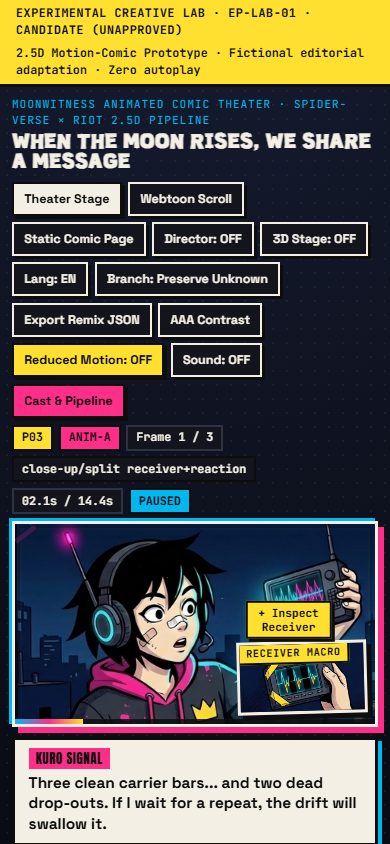 EXPERIMENTAL CREATIVE LAB · EP-LAB-01 ·
CANDIDATE (UNAPPROVED)
2.5D Motion-Comic Prototype · Fictional editorial
adaptation · Zero autoplay
MOONWITNESS ANIMATED COMIC THEATER · SPIDER-
VERSE × RIOT 2.5D PIPELINE
WHEN THE MOON RISES, WE SHARE
A MESSAGE
Theater Stage
Webtoon Scroll
Static Comic Page
Director: OFF
3D Stage: OFF
Lang: EN
Branch: Preserve Unknown
Export Remix JSON
AAA Contrast
Reduced Motion: OFF
Sound: OFF
Cast & Pipeline
P03
ANIM-A
Frame 1 / 3
close-up/split receiver+reaction
02.1s / 14.4s
PAUSED
+ Inspect
Receiver
RECEIVER MACRO
KURO SIGNAL
Three clean carrier bars... and two dead
drop-outs. If I wait for a repeat, the drift will
swallow it.